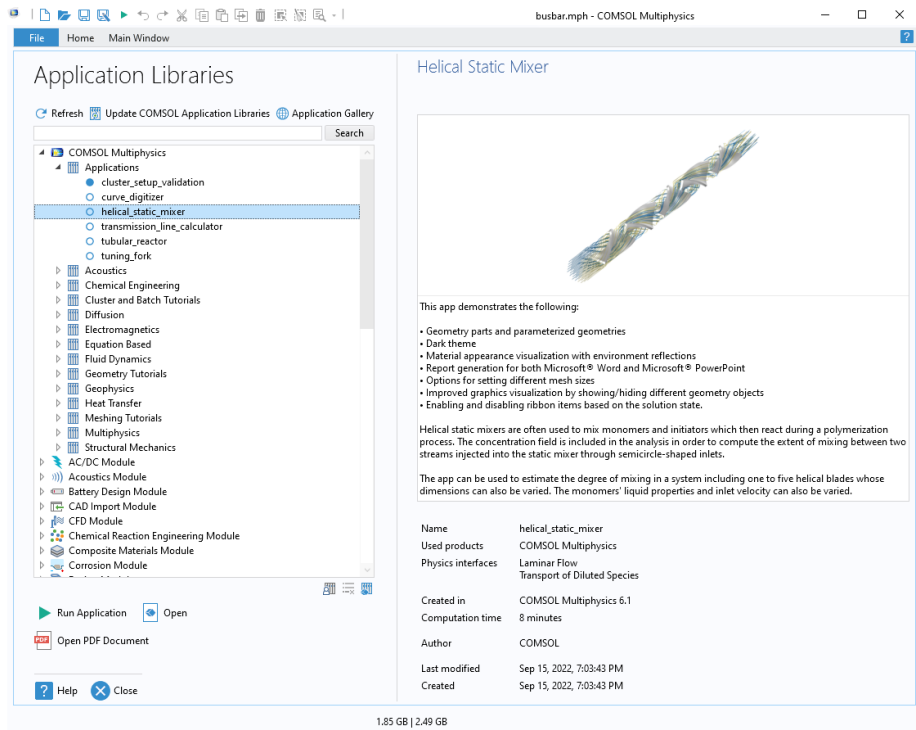 busbar.mph - COMSOL Multiphysics
File Home Main Window
?
Application Libraries
Refresh Update COMSOL Application Libraries Application Gallery
Search
COMSOL Multiphysics
Applications
cluster_setup_validation
curve_digitizer
helical_static_mixer
transmission_line_calculator
tubular_reactor
tuning_fork
Acoustics
Chemical Engineering
Cluster and Batch Tutorials
Diffusion
Electromagnetics
Equation Based
Fluid Dynamics
Geometry Tutorials
Geophysics
Heat Transfer
Meshing Tutorials
Multiphysics
Structural Mechanics
AC/DC Module
Acoustics Module
Battery Design Module
CAD Import Module
CFD Module
Chemical Reaction Engineering Module
Composite Materials Module
Corrosion Module
Run Application Open
PDF Open PDF Document
? Help Close
Helical Static Mixer
This app demonstrates the following:
• Geometry parts and parameterized geometries
• Dark theme
• Material appearance visualization with environment reflections
• Report generation for both Microsoft® Word and Microsoft® PowerPoint
• Options for setting different mesh sizes
• Improved graphics visualization by showing/hiding different geometry objects
• Enabling and disabling ribbon items based on the solution state.
Helical static mixers are often used to mix monomers and initiators which then react during a polymerization
process. The concentration field is included in the analysis in order to compute the extent of mixing between two
streams injected into the static mixer through semicircle-shaped inlets.
The app can be used to estimate the degree of mixing in a system including one to five helical blades whose
dimensions can also be varied. The monomers' liquid properties and inlet velocity can also be varied.
Name helical_static_mixer
Used products COMSOL Multiphysics
Physics interfaces Laminar Flow
Transport of Diluted Species
Created in COMSOL Multiphysics 6.1
Computation time 8 minutes
Author COMSOL
Last modified Sep 15, 2022, 7:03:43 PM
Created Sep 15, 2022, 7:03:43 PM
1.85 GB | 2.49 GB